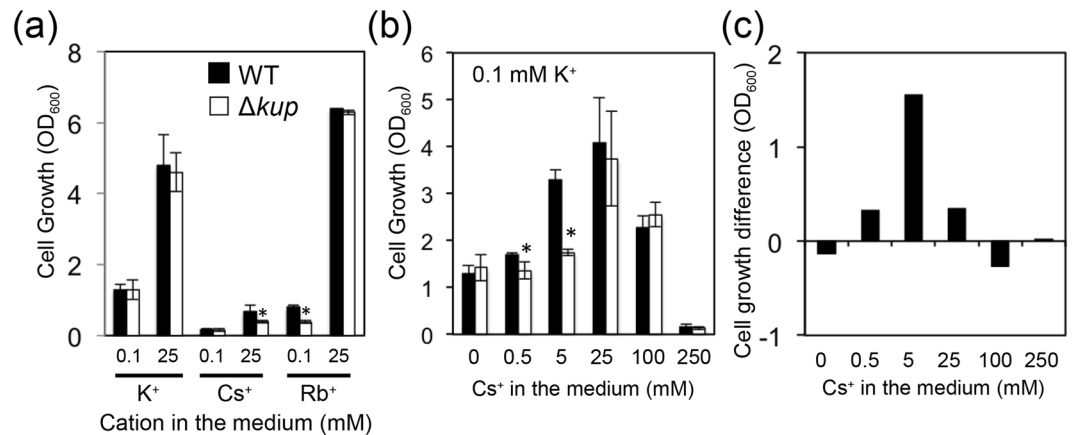 (a)
Cell Growth (OD₆₀₀)
8
6
4
2
0
WT
Δkup
*
*
0.1 25 0.1 25 0.1 25
K⁺ Cs⁺ Rb⁺
Cation in the medium (mM)
(b)
Cell Growth (OD₆₀₀)
6
5
4
3
2
1
0
0.1 mM K⁺
*
*
0 0.5 5 25 100 250
Cs⁺ in the medium (mM)
(c)
Cell growth difference (OD₆₀₀)
2
1
0
-1
0 0.5 5 25 100 250
Cs⁺ in the medium (mM)